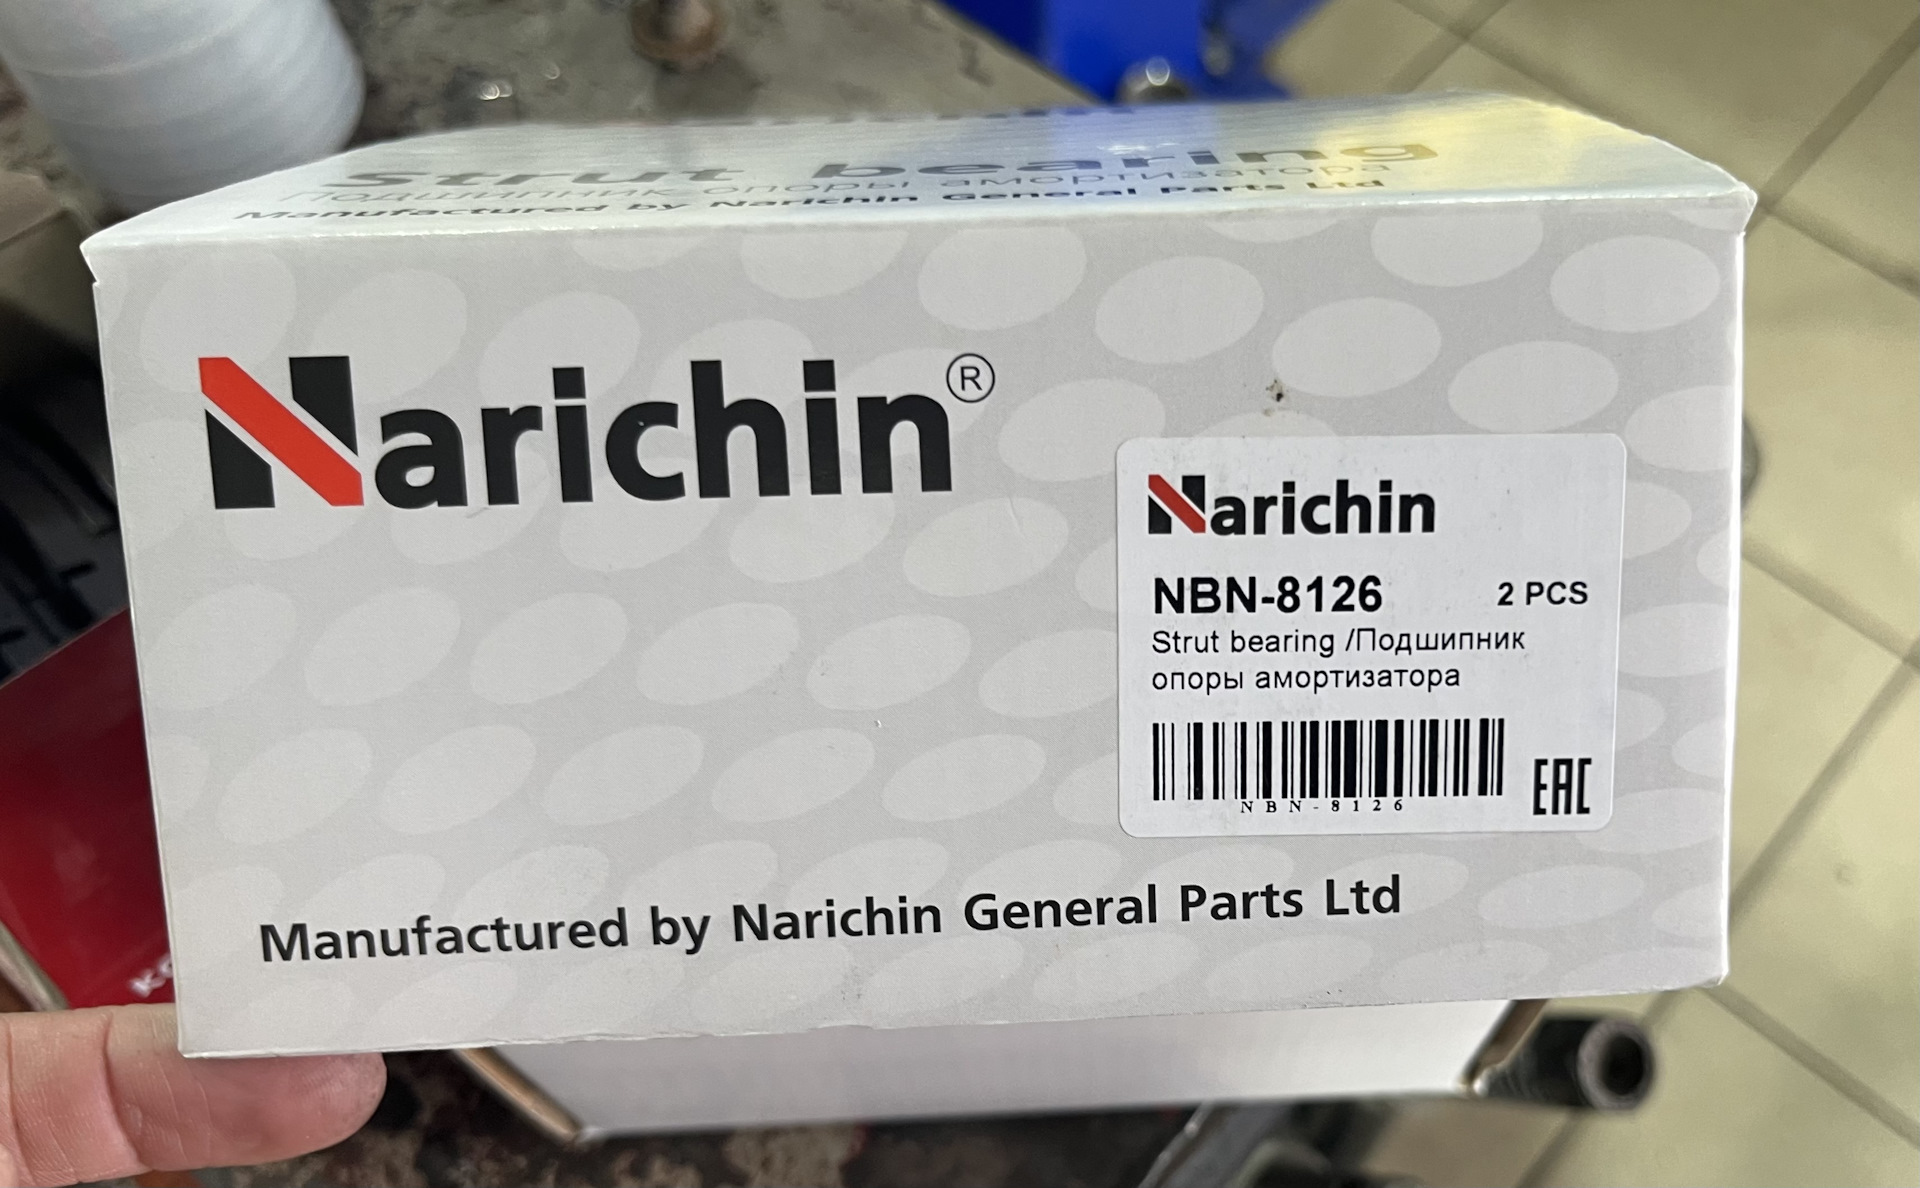 Strut bearing
Подшипник опоры амортизатора
Manufactured by Narichin General Parts Ltd
Narichin®
Narichin
NBN-8126 2 PCS
Strut bearing /Подшипник
опоры амортизатора
NBN-8126
EAC
Manufactured by Narichin General Parts Ltd